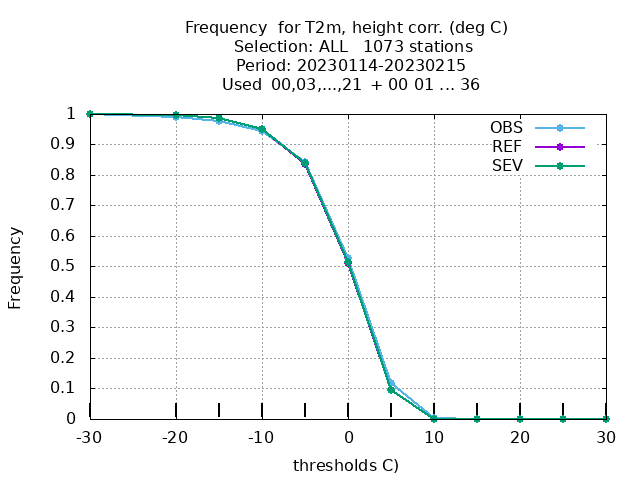 Frequency for T2m, height corr. (deg C)
Selection: ALL 1073 stations
Period: 20230114-20230215
Used 00,03,...,21 + 00 01 ... 36
OBS
REF
SEV
Frequency
1
0.9
0.8
0.7
0.6
0.5
0.4
0.3
0.2
0.1
0
-30
-20
-10
0
10
20
30
thresholds C)